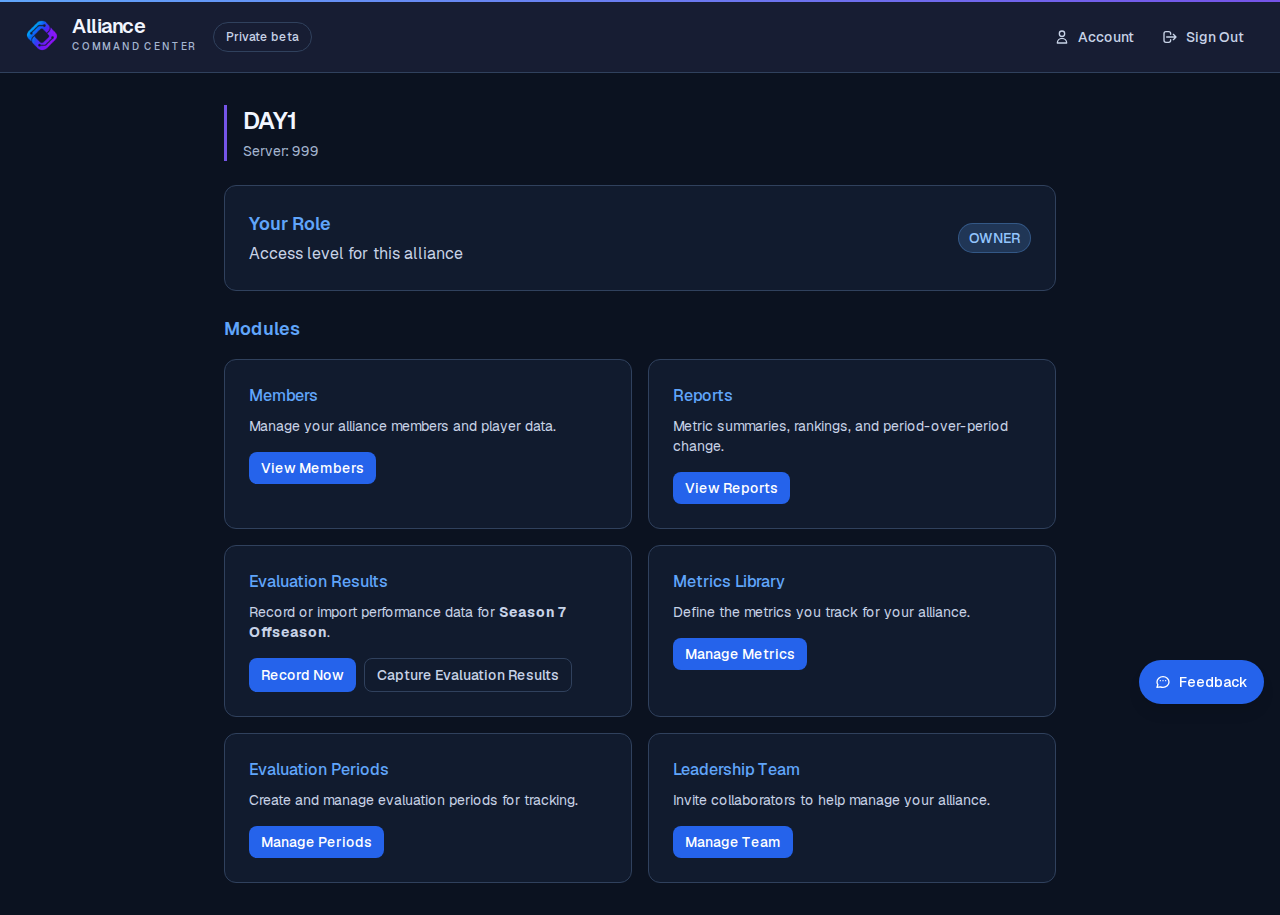 Alliance
COMMAND CENTER
Private beta
Account
Sign Out
DAY1
Server: 999
Your Role
Access level for this alliance
OWNER
Modules
Members
Manage your alliance members and player data.
View Members
Reports
Metric summaries, rankings, and period-over-period
change.
View Reports
Evaluation Results
Record or import performance data for Season 7
Offseason.
Record Now
Capture Evaluation Results
Metrics Library
Define the metrics you track for your alliance.
Manage Metrics
Feedback
Evaluation Periods
Create and manage evaluation periods for tracking.
Manage Periods
Leadership Team
Invite collaborators to help manage your alliance.
Manage Team